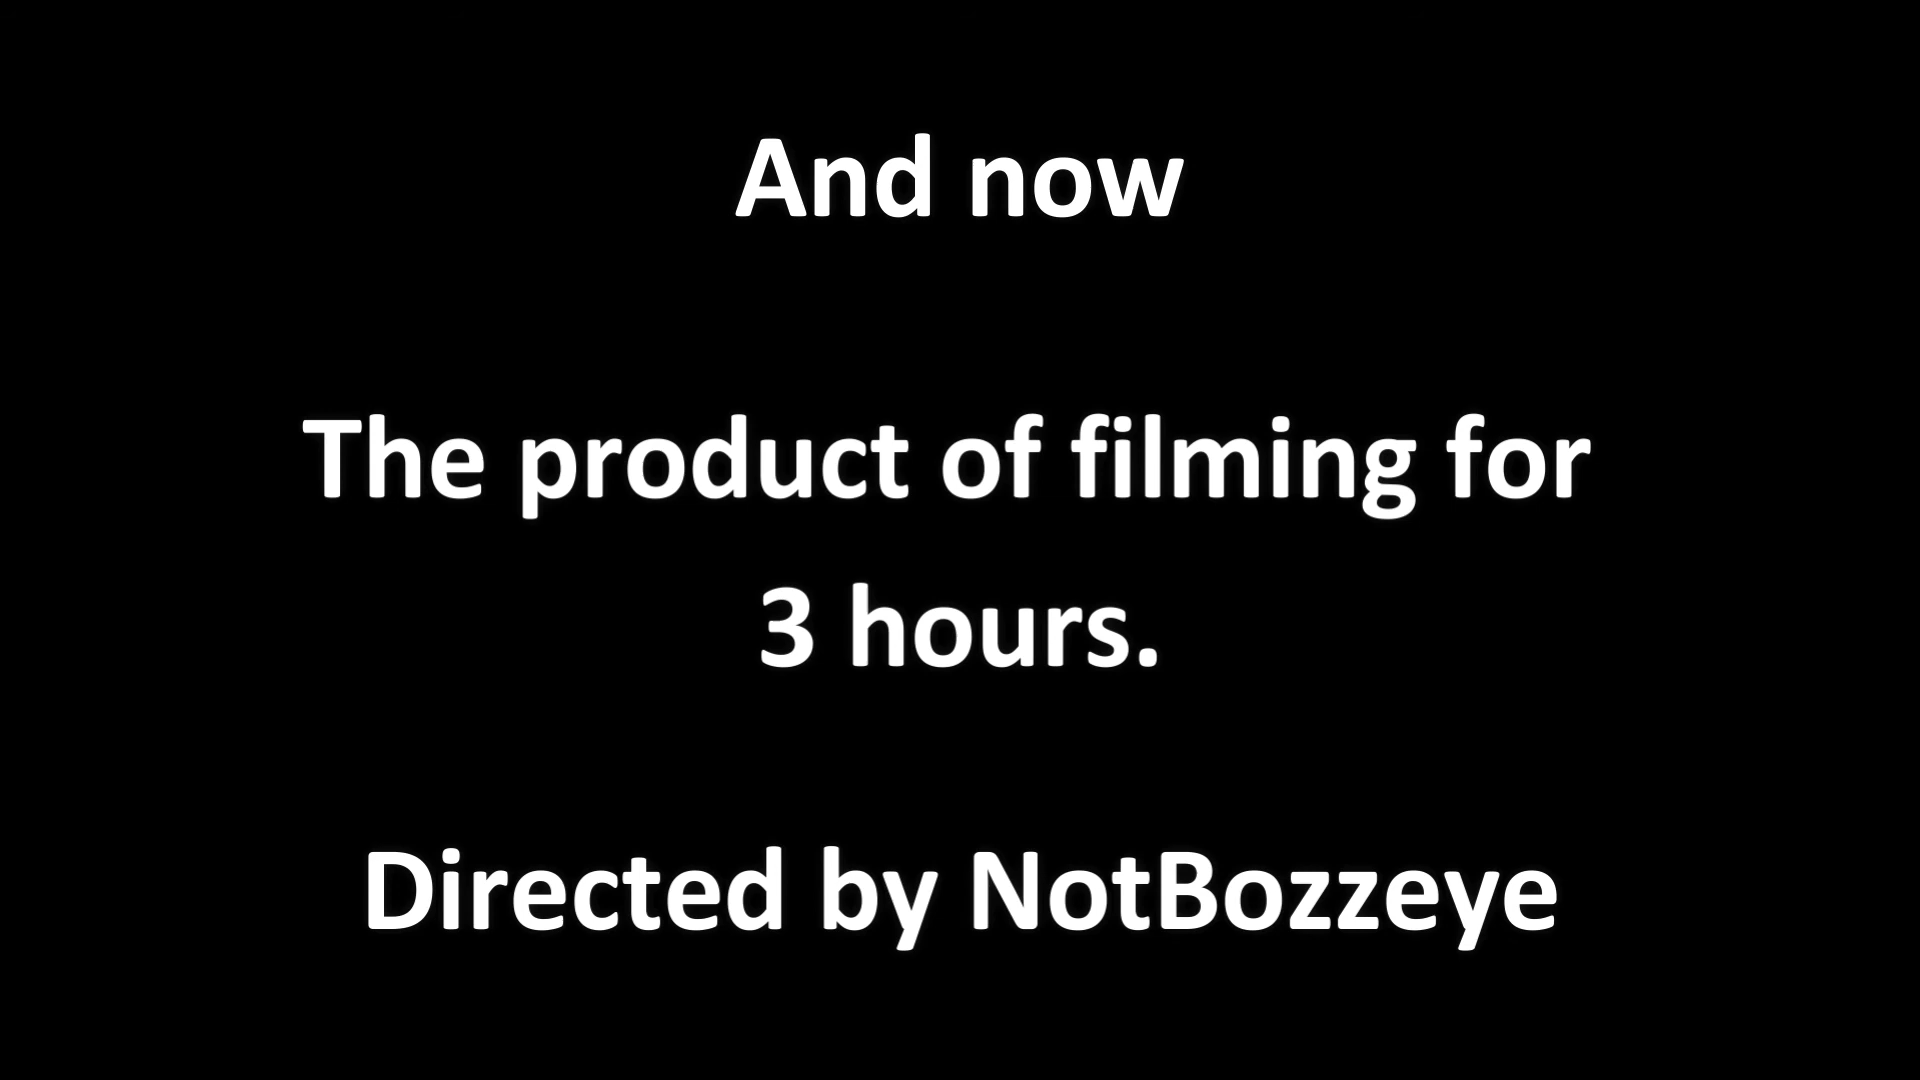 And now
The product of filming for
3 hours.
Directed by NotBozzeye